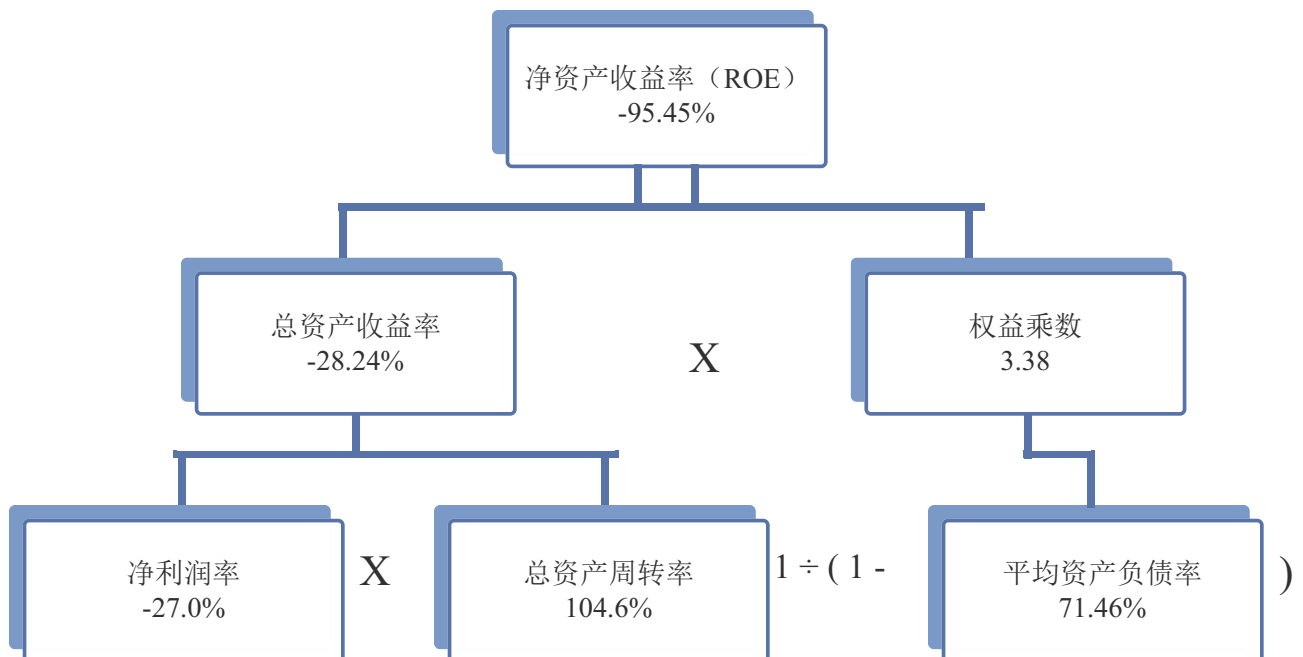 净资产收益率（ROE）
-95.45%
总资产收益率
-28.24%
X
权益乘数
3.38
净利润率
-27.0%
X
总资产周转率
104.6%
1 ÷ ( 1 -
平均资产负债率
71.46%
)